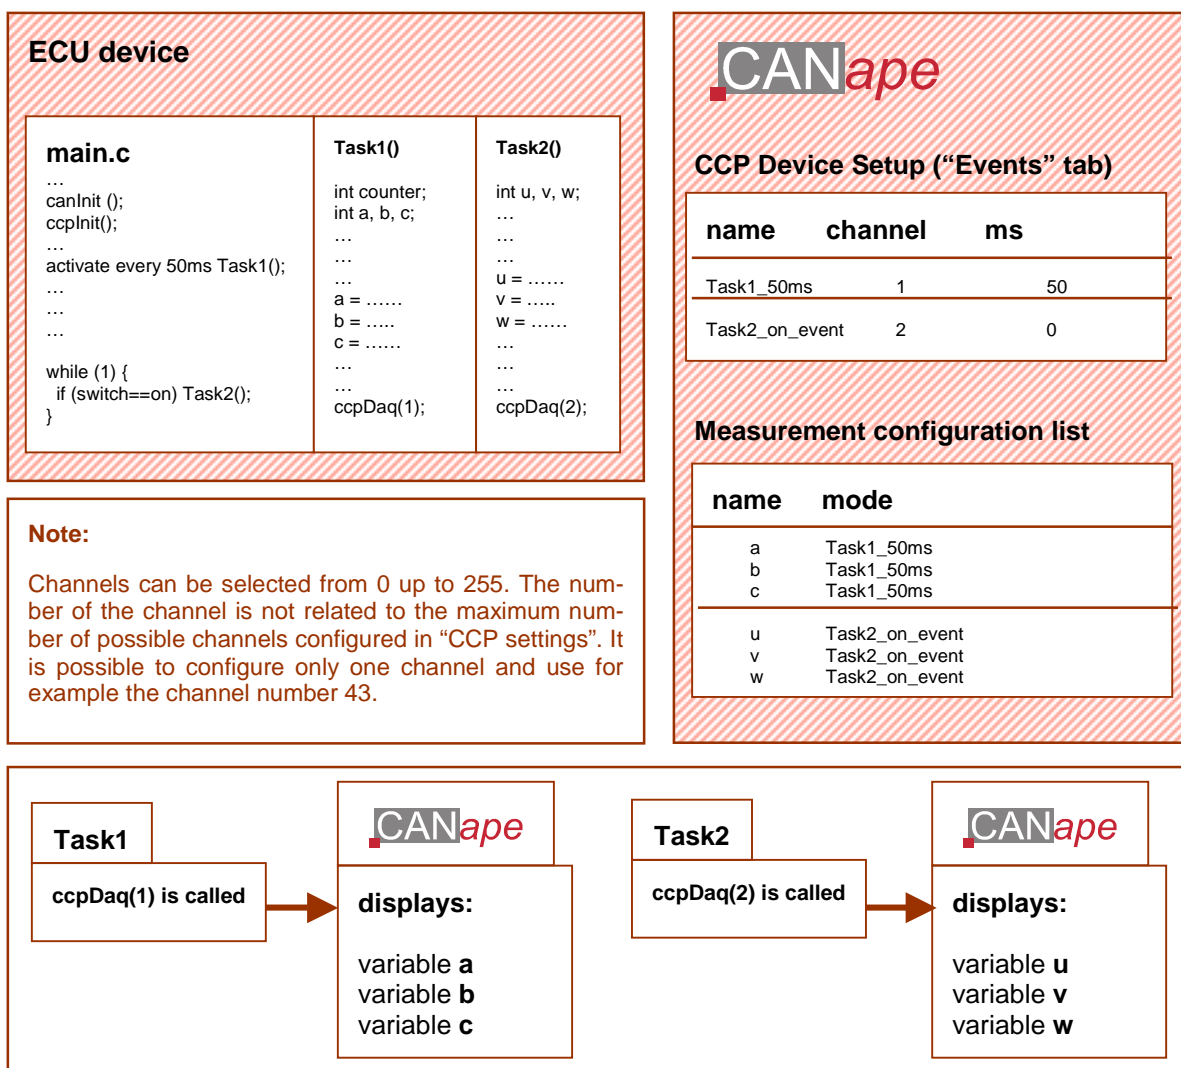 ECU device
main.c
…
canInit ();
ccpInit();
…
activate every 50ms Task1();
…
…
…
while (1) {
if (switch==on) Task2();
}
Task1()
int counter;
int a, b, c;
…
…
…
a = ……
b = …..
c = ……
…
…
ccpDaq(1);
Task2()
int u, v, w;
…
…
…
u = ……
v = …..
w = ……
…
…
…
ccpDaq(2);
Note:
Channels can be selected from 0 up to 255. The num-
ber of the channel is not related to the maximum num-
ber of possible channels configured in “CCP settings”. It
is possible to configure only one channel and use for
example the channel number 43.
CANape
CCP Device Setup (“Events” tab)
name channel ms
Task1_50ms 1 50
Task2_on_event 2 0
Measurement configuration list
name mode
a Task1_50ms
b Task1_50ms
c Task1_50ms
u Task2_on_event
v Task2_on_event
w Task2_on_event
Task1
ccpDaq(1) is called
CANape
displays:
variable a
variable b
variable c
Task2
ccpDaq(2) is called
CANape
displays:
variable u
variable v
variable w